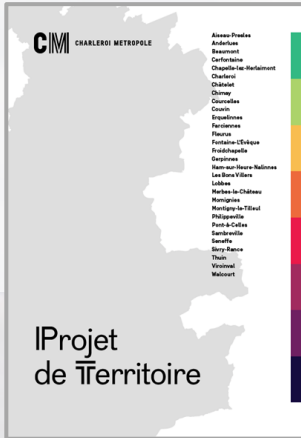 CM CHARLEROI METROPOLE
Aiseau-Presles
Anderlues
Beaumont
Cerfontaine
Chapelle-lez-Herlaimont
Charleroi
Châtelet
Chimay
Courcelles
Couvin
Erquelinnes
Farciennes
Fleurus
Fontaine-L'Evêque
Froidchapelle
Gerpinnes
Ham-sur-Heure-Nalinnes
Les Bons Villers
Lobbes
Merbes-le-Château
Momignies
Montigny-le-Tilleul
Philippeville
Pont-à-Celles
Sambreville
Seneffe
Sivry-Rance
Thuin
Viroinval
Walcourt
Projet
de Territoire